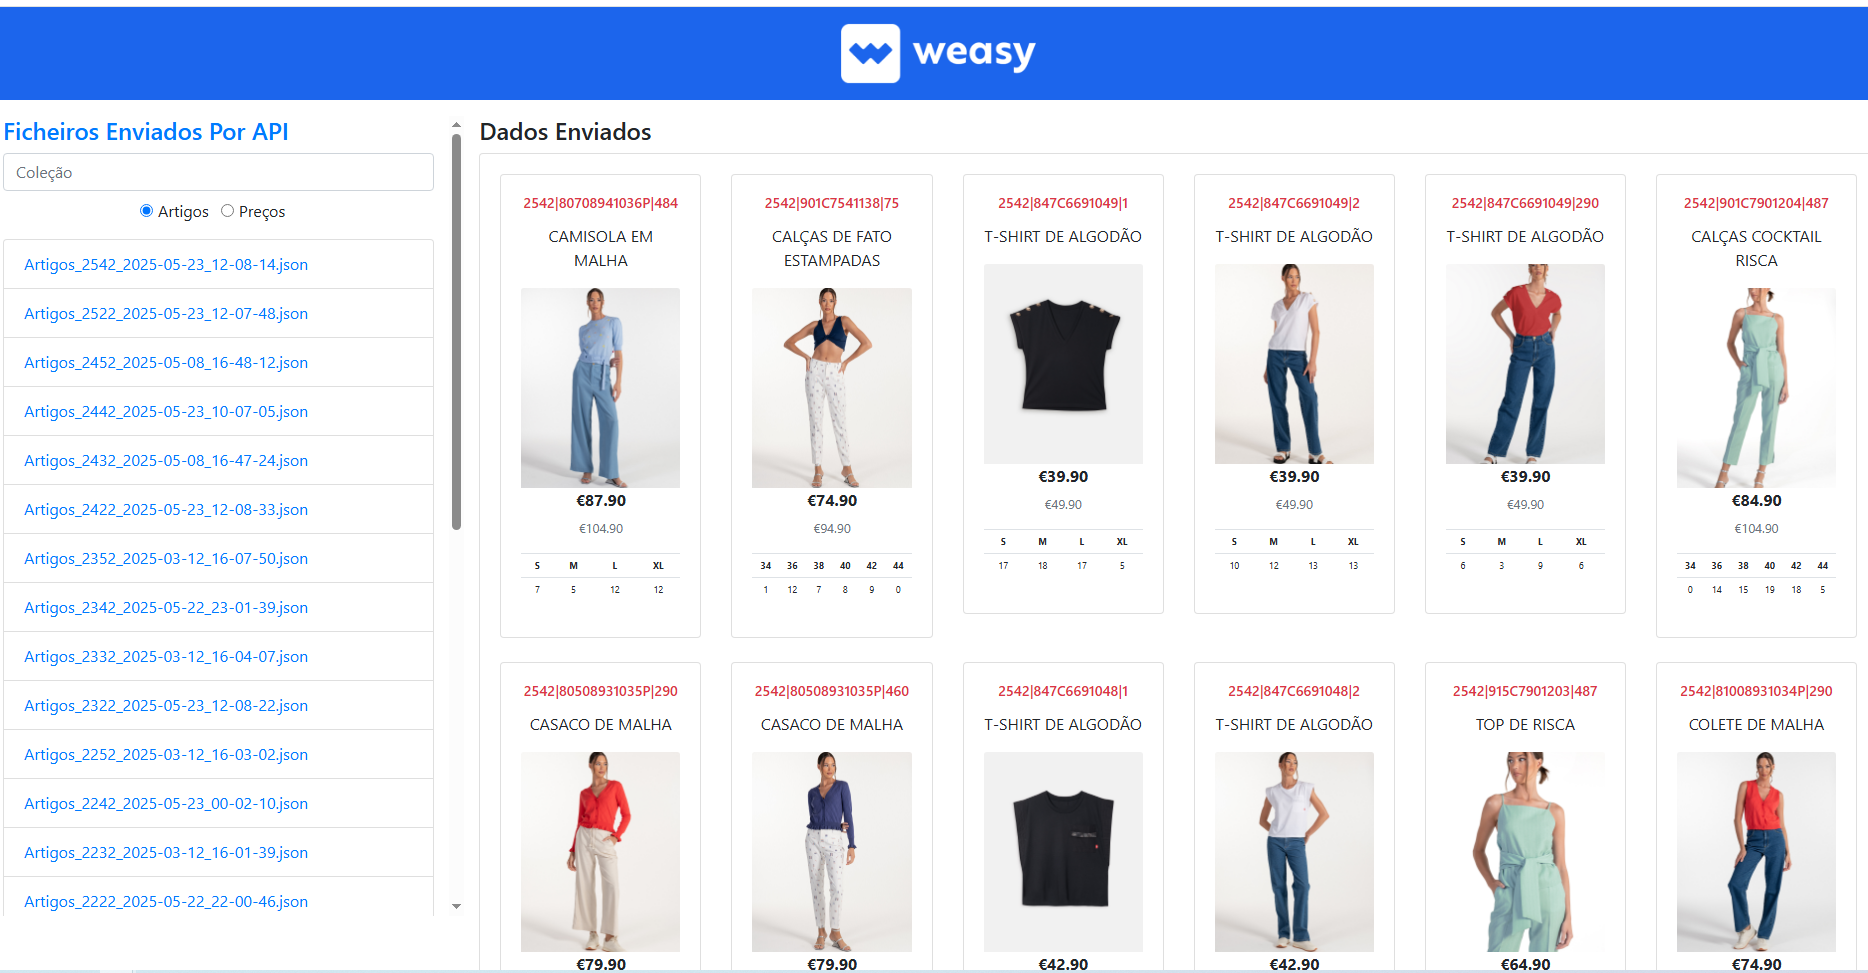 weasy
Ficheiros Enviados Por API
Coleção
Artigos Preços
Artigos_2542_2025-05-23_12-08-14.json
Artigos_2522_2025-05-23_12-07-48.json
Artigos_2452_2025-05-08_16-48-12.json
Artigos_2442_2025-05-23_10-07-05.json
Artigos_2432_2025-05-08_16-47-24.json
Artigos_2422_2025-05-23_12-08-33.json
Artigos_2352_2025-03-12_16-07-50.json
Artigos_2342_2025-05-22_23-01-39.json
Artigos_2332_2025-03-12_16-04-07.json
Artigos_2322_2025-05-23_12-08-22.json
Artigos_2252_2025-03-12_16-03-02.json
Artigos_2242_2025-05-23_00-02-10.json
Artigos_2232_2025-03-12_16-01-39.json
Artigos_2222_2025-05-22_22-00-46.json
Dados Enviados
2542|80708941036P|484
CAMISOLA EM
MALHA
€87.90
€104.90
S M L XL
7 5 12 12
2542|901C7541138|75
CALÇAS DE FATO
ESTAMPADAS
€74.90
€94.90
34 36 38 40 42 44
1 12 7 8 9 0
2542|847C6691049|1
T-SHIRT DE ALGODÃO
€39.90
€49.90
S M L XL
17 18 17 5
2542|847C6691049|2
T-SHIRT DE ALGODÃO
€39.90
€49.90
S M L XL
10 12 13 13
2542|847C6691049|290
T-SHIRT DE ALGODÃO
€39.90
€49.90
S M L XL
6 3 9 6
2542|901C7901204|487
CALÇAS COCKTAIL
RISCA
€84.90
€104.90
34 36 38 40 42 44
0 14 15 19 18 5
2542|80508931035P|290
CASACO DE MALHA
€79.90
2542|80508931035P|460
CASACO DE MALHA
€79.90
2542|847C6691048|1
T-SHIRT DE ALGODÃO
€42.90
2542|847C6691048|2
T-SHIRT DE ALGODÃO
€42.90
2542|915C7901203|487
TOP DE RISCA
€64.90
2542|81008931034P|290
COLETE DE MALHA
€74.90